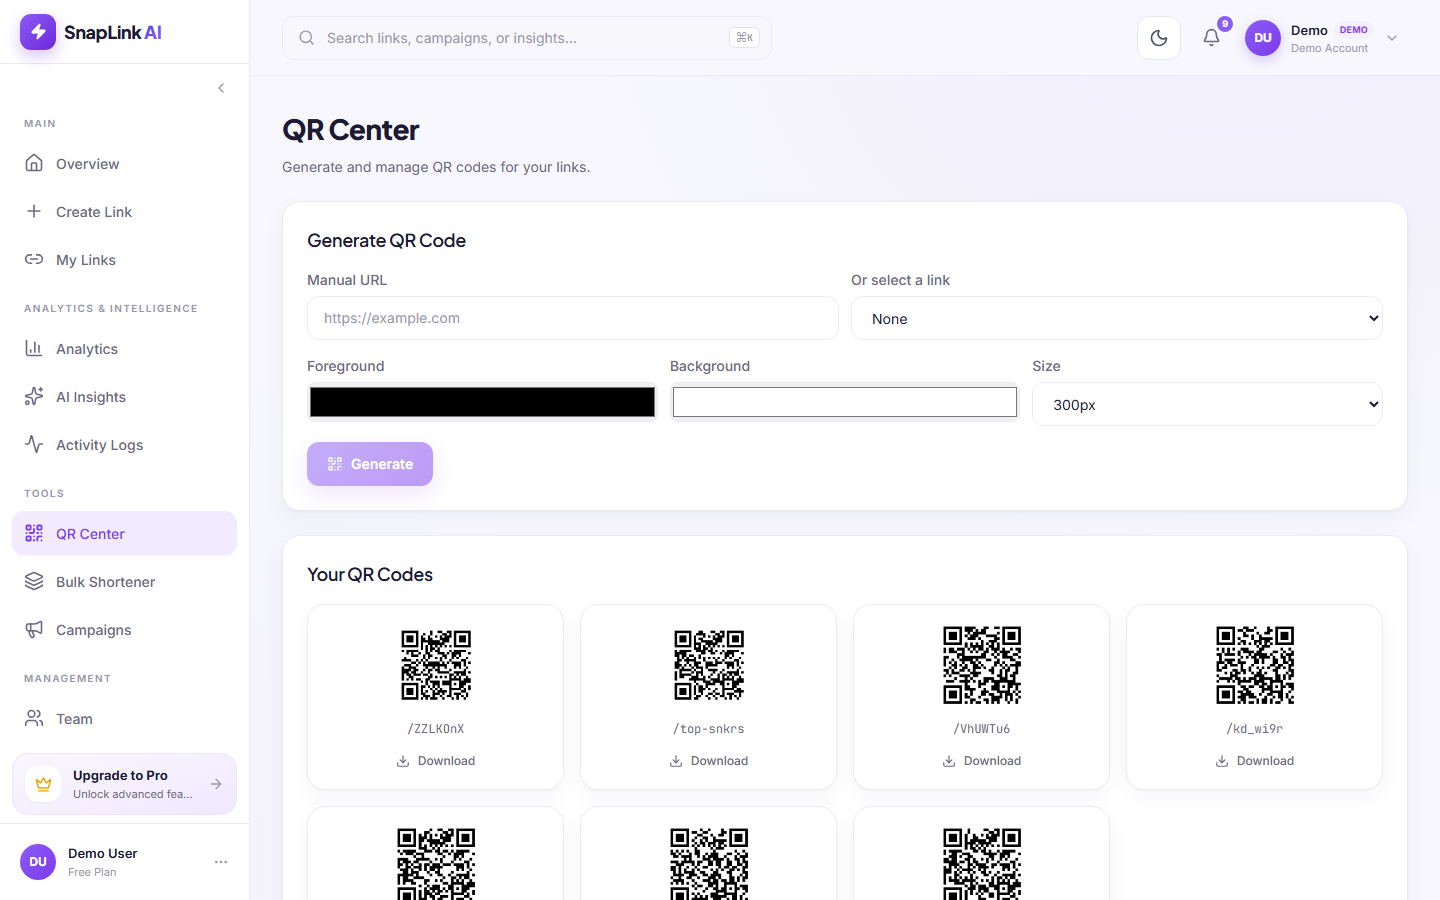 SnapLink AI
Search links, campaigns, or insights...
⌘K
9
DU
Demo
DEMO
Demo Account
MAIN
Overview
Create Link
My Links
ANALYTICS & INTELLIGENCE
Analytics
AI Insights
Activity Logs
TOOLS
QR Center
Bulk Shortener
Campaigns
MANAGEMENT
Team
Upgrade to Pro
Unlock advanced fea...
DU
Demo User
Free Plan
QR Center
Generate and manage QR codes for your links.
Generate QR Code
Manual URL
Or select a link
https://example.com
None
Foreground
Background
Size
300px
Generate
Your QR Codes
/ZZLKOnX
/top-snkrs
/VhUWTu6
/kd_wi9r
Download
Download
Download
Download